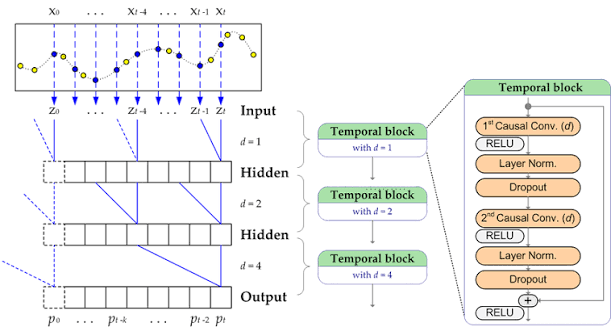 x0 . . . xt-4 . . . xt-1 xt
z0 zt-4 zt-1 zt Input
d = 1
Hidden
d = 2
Hidden
d = 4
Output
p0 . . . pt-k . . . pt-2 pt
Temporal block
with d = 1
Temporal block
with d = 2
Temporal block
with d = 4
Temporal block
1st Causal Conv. (d)
RELU
Layer Norm.
Dropout
2nd Causal Conv. (d)
RELU
Layer Norm.
Dropout
+
RELU